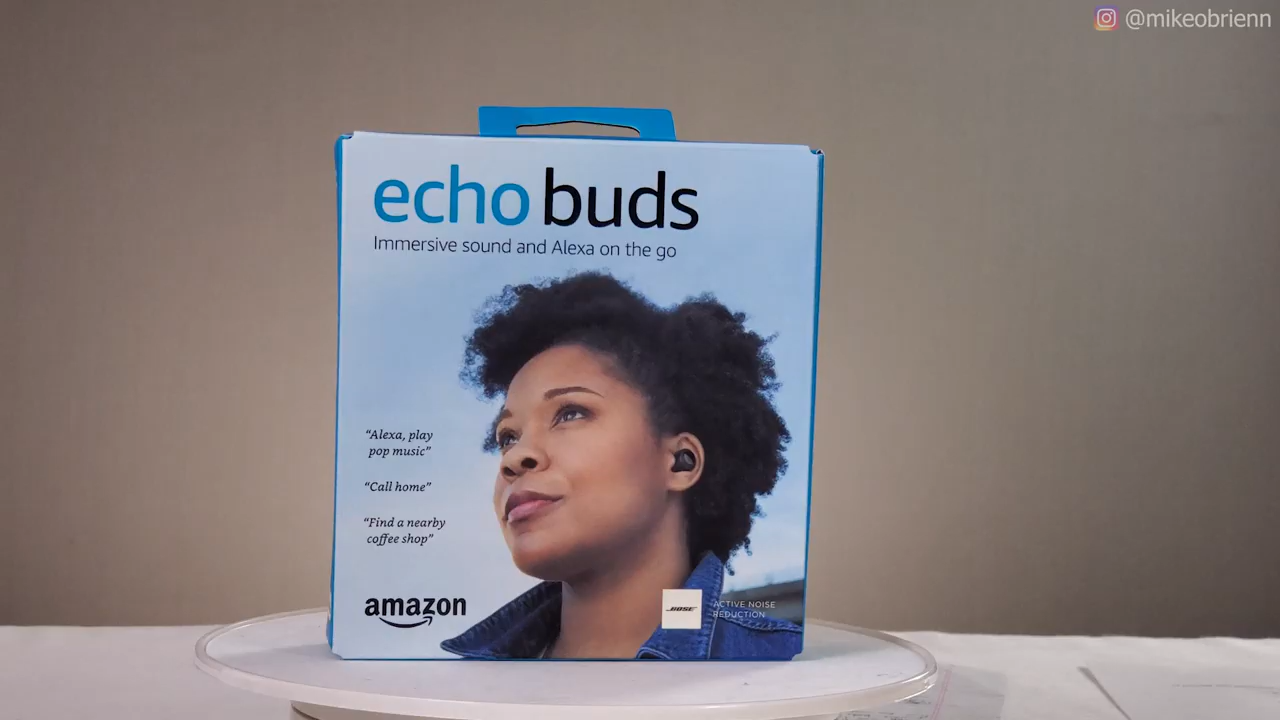 @mikeobrienn
echo buds
Immersive sound and Alexa on the go
“Alexa, play
pop music”
“Call home”
“Find a nearby
coffee shop”
amazon
BOSE
ACTIVE NOISE
REDUCTION